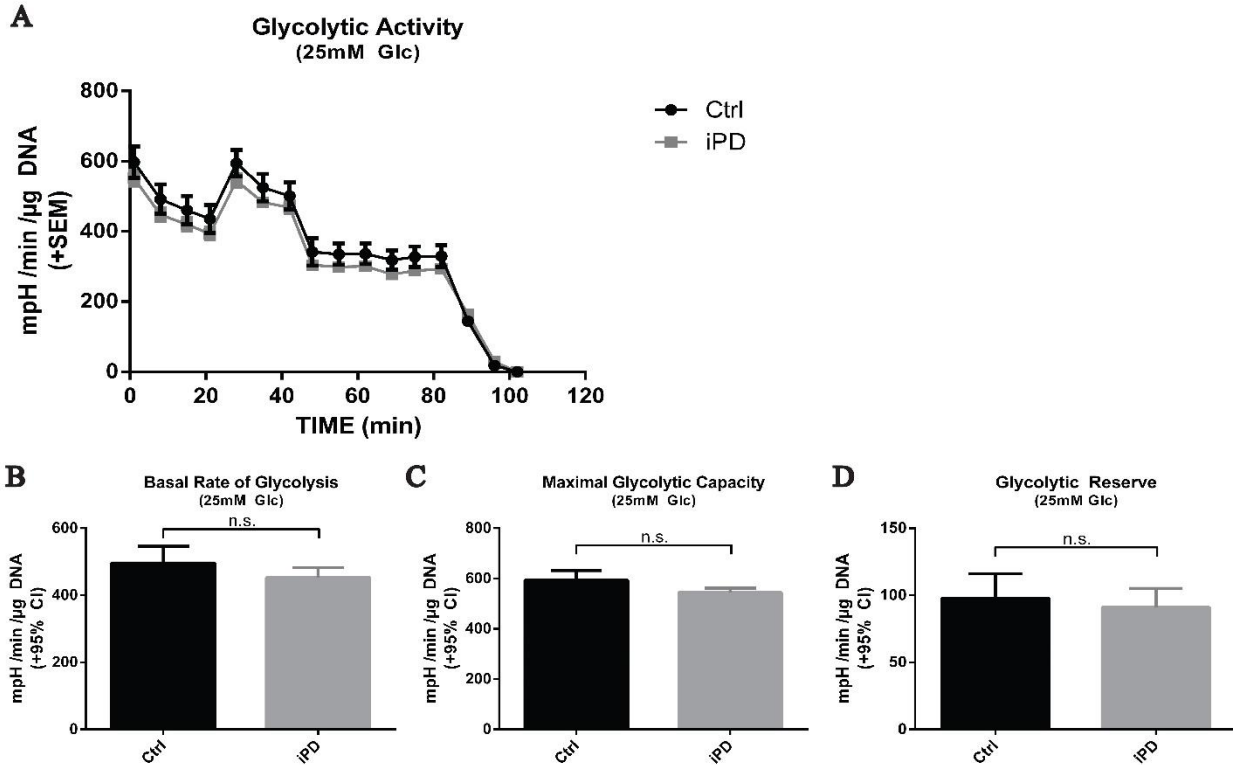 A
Glycolytic Activity
(25mM Glc)
mpH /min /µg DNA
(+SEM)
800
600
400
200
0
0 20 40 60 80 100 120
TIME (min)
Ctrl
iPD
B
Basal Rate of Glycolysis
(25mM Glc)
mpH /min /µg DNA
(+95% CI)
600
400
200
0
n.s.
Ctrl
iPD
C
Maximal Glycolytic Capacity
(25mM Glc)
mpH /min /µg DNA
(+95% CI)
800
600
400
200
0
n.s.
Ctrl
iPD
D
Glycolytic Reserve
(25mM Glc)
mpH /min /µg DNA
(+95% CI)
150
100
50
0
n.s.
Ctrl
iPD